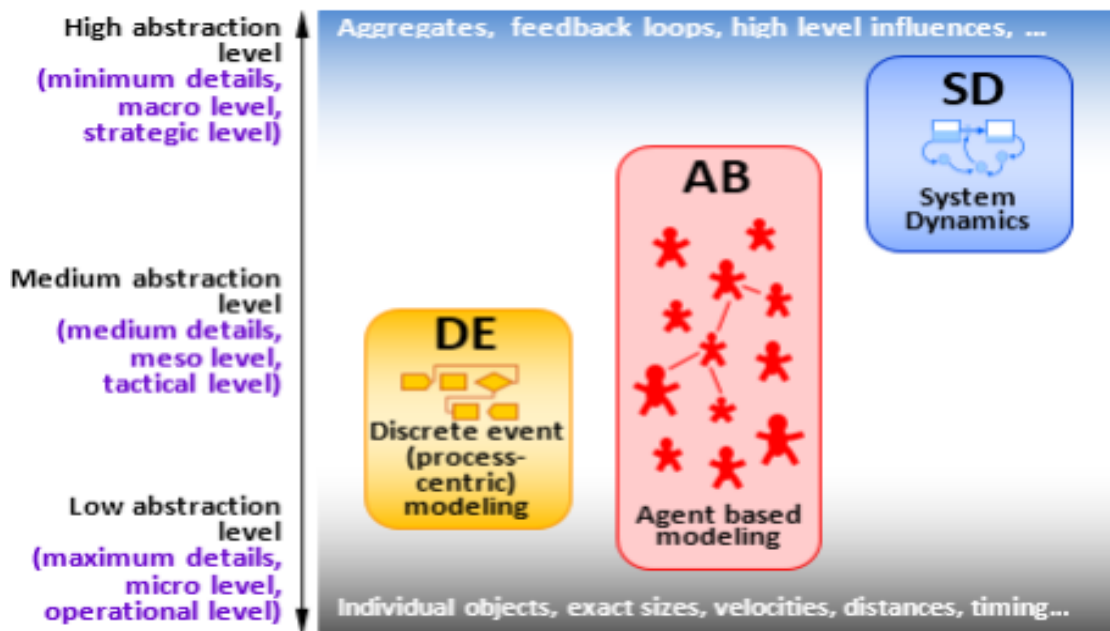 High abstraction
level
(minimum details,
macro level,
strategic level)
Medium abstraction
level
(medium details,
meso level,
tactical level)
Low abstraction
level
(maximum details,
micro level,
operational level)
Aggregates, feedback loops, high level influences, ...
DE
Discrete event
(process-
centric)
modeling
AB
Agent based
modeling
SD
System
Dynamics
Individual objects, exact sizes, velocities, distances, timing...